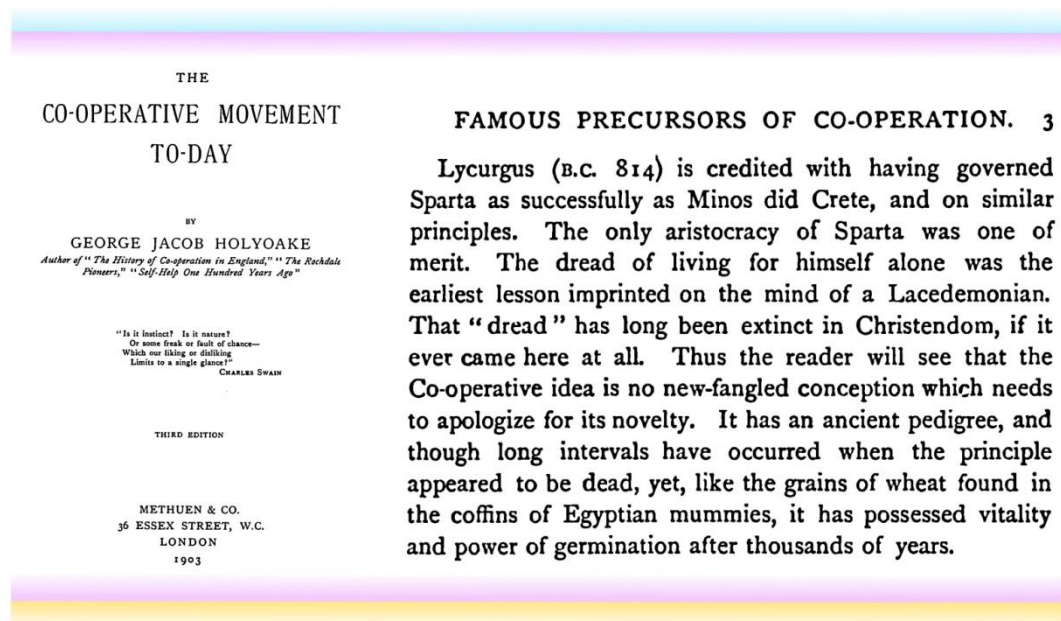 THE
CO-OPERATIVE MOVEMENT
TO-DAY
BY
GEORGE JACOB HOLYOAKE
Author of "The History of Co-operation in England," "The Rochdale
Pioneers," "Self-Help One Hundred Years Ago"
"Is it instinct? Is it nature?
Or some freak or fault of chance—
Which our liking or disliking
Limits to a single glance?"
CHARLES SWAIN
THIRD EDITION
METHUEN & CO.
36 ESSEX STREET, W.C.
LONDON
1903
FAMOUS PRECURSORS OF CO-OPERATION. 3
Lycurgus (B.C. 814) is credited with having governed
Sparta as successfully as Minos did Crete, and on similar
principles. The only aristocracy of Sparta was one of
merit. The dread of living for himself alone was the
earliest lesson imprinted on the mind of a Lacedemonian.
That "dread" has long been extinct in Christendom, if it
ever came here at all. Thus the reader will see that the
Co-operative idea is no new-fangled conception which needs
to apologize for its novelty. It has an ancient pedigree, and
though long intervals have occurred when the principle
appeared to be dead, yet, like the grains of wheat found in
the coffins of Egyptian mummies, it has possessed vitality
and power of germination after thousands of years.